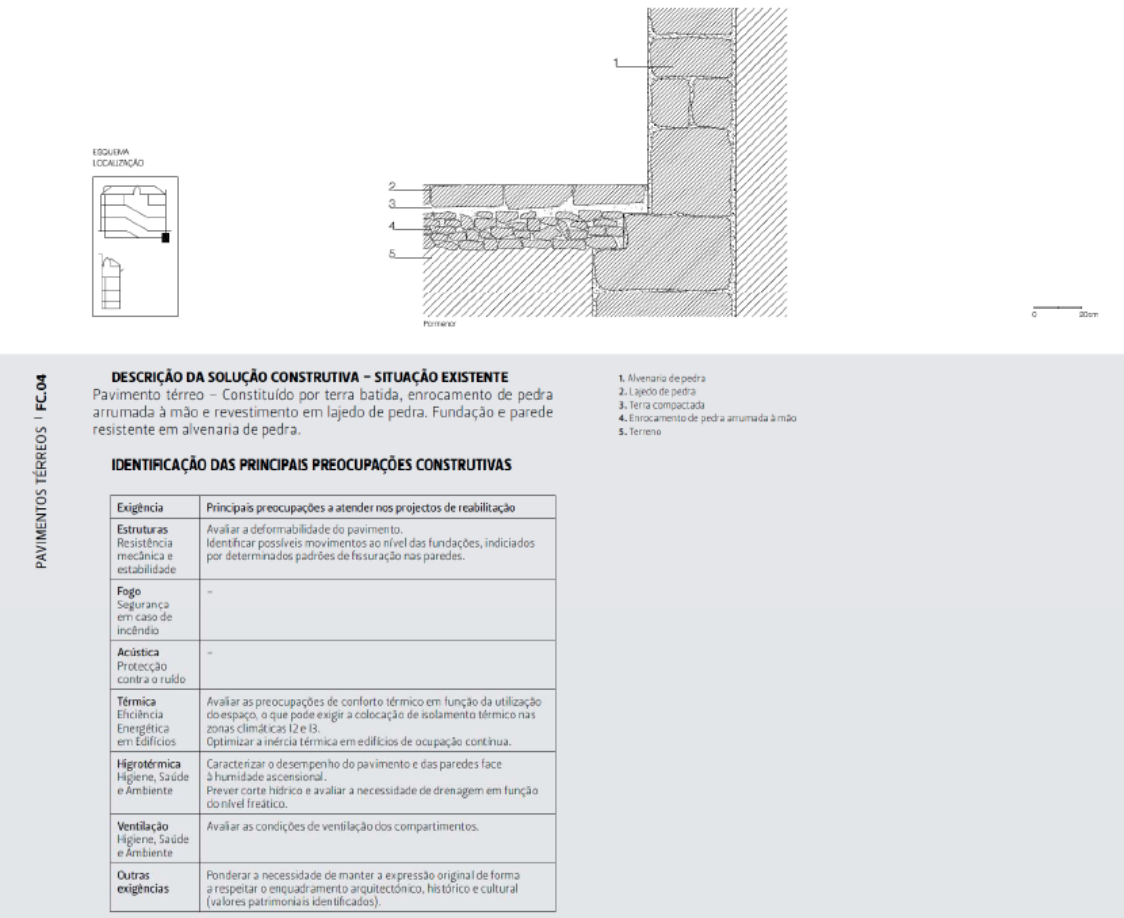 1
ESQUEMA
LOCALIZAÇÃO
2
3
4
5
Pormenor
0 20cm
PAVIMENTOS TÉRREOS | FC.04
DESCRIÇÃO DA SOLUÇÃO CONSTRUTIVA – SITUAÇÃO EXISTENTE
Pavimento térreo – Constituído por terra batida, enrocamento de pedra
arrumada à mão e revestimento em lajedo de pedra. Fundação e parede
resistente em alvenaria de pedra.
1. Alvenaria de pedra
2. Lajedo de pedra
3. Terra compactada
4. Enrocamento de pedra arrumada à mão
5. Terreno
IDENTIFICAÇÃO DAS PRINCIPAIS PREOCUPAÇÕES CONSTRUTIVAS
Exigência
Principais preocupações a atender nos projectos de reabilitação
Estruturas
Resistência
mecânica e
estabilidade
Avaliar a deformabilidade do pavimento.
Identificar possíveis movimentos ao nível das fundações, indiciados
por determinados padrões de fissuração nas paredes.
Fogo
Segurança
em caso de
incêndio
–
Acústica
Protecção
contra o ruído
–
Térmica
Eficiência
Energética
em Edifícios
Avaliar as preocupações de conforto térmico em função da utilização
do espaço, o que pode exigir a colocação de isolamento térmico nas
zonas climáticas I2 e I3.
Optimizar a inércia térmica em edifícios de ocupação contínua.
Higrotérmica
Higiene, Saúde
e Ambiente
Caracterizar o desempenho do pavimento e das paredes face
à humidade ascensional.
Prever corte hídrico e avaliar a necessidade de drenagem em função
do nível freático.
Ventilação
Higiene, Saúde
e Ambiente
Avaliar as condições de ventilação dos compartimentos.
Outras
exigências
Ponderar a necessidade de manter a expressão original de forma
a respeitar o enquadramento arquitectónico, histórico e cultural
(valores patrimoniais identificados).